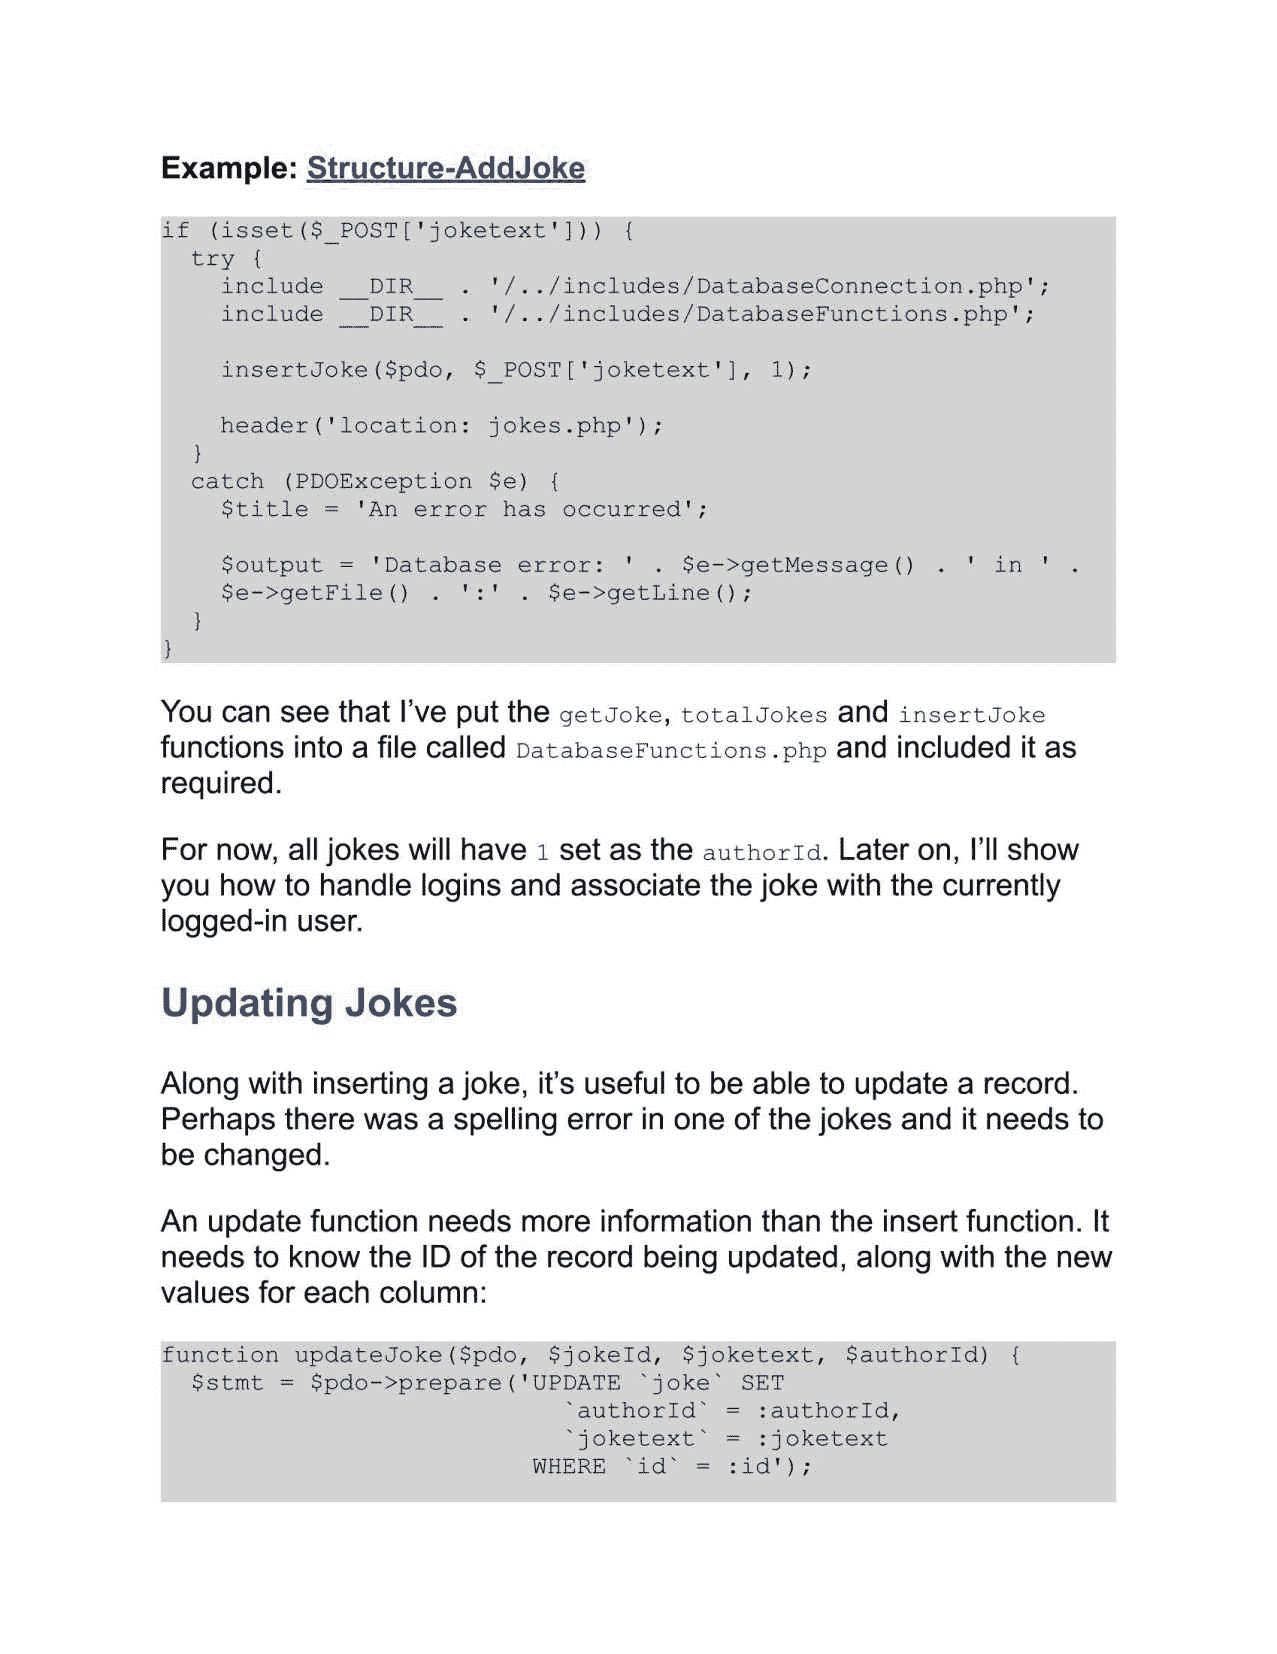 Example: Structure-AddJoke
if (isset($_POST['joketext'])) {
  try {
    include __DIR__ . '/../includes/DatabaseConnection.php';
    include __DIR__ . '/../includes/DatabaseFunctions.php';

    insertJoke($pdo, $_POST['joketext'], 1);

    header('location: jokes.php');
  }
  catch (PDOException $e) {
    $title = 'An error has occurred';

    $output = 'Database error: ' . $e->getMessage() . ' in ' .
    $e->getFile() . ':' . $e->getLine();
  }
}
You can see that I’ve put the getJoke, totalJokes and insertJoke
functions into a file called DatabaseFunctions.php and included it as
required.
For now, all jokes will have 1 set as the authorId. Later on, I’ll show
you how to handle logins and associate the joke with the currently
logged-in user.
Updating Jokes
Along with inserting a joke, it’s useful to be able to update a record.
Perhaps there was a spelling error in one of the jokes and it needs to
be changed.
An update function needs more information than the insert function. It
needs to know the ID of the record being updated, along with the new
values for each column:
function updateJoke($pdo, $jokeId, $joketext, $authorId) {
  $stmt = $pdo->prepare('UPDATE `joke` SET
                           `authorId` = :authorId,
                           `joketext` = :joketext
                         WHERE `id` = :id');